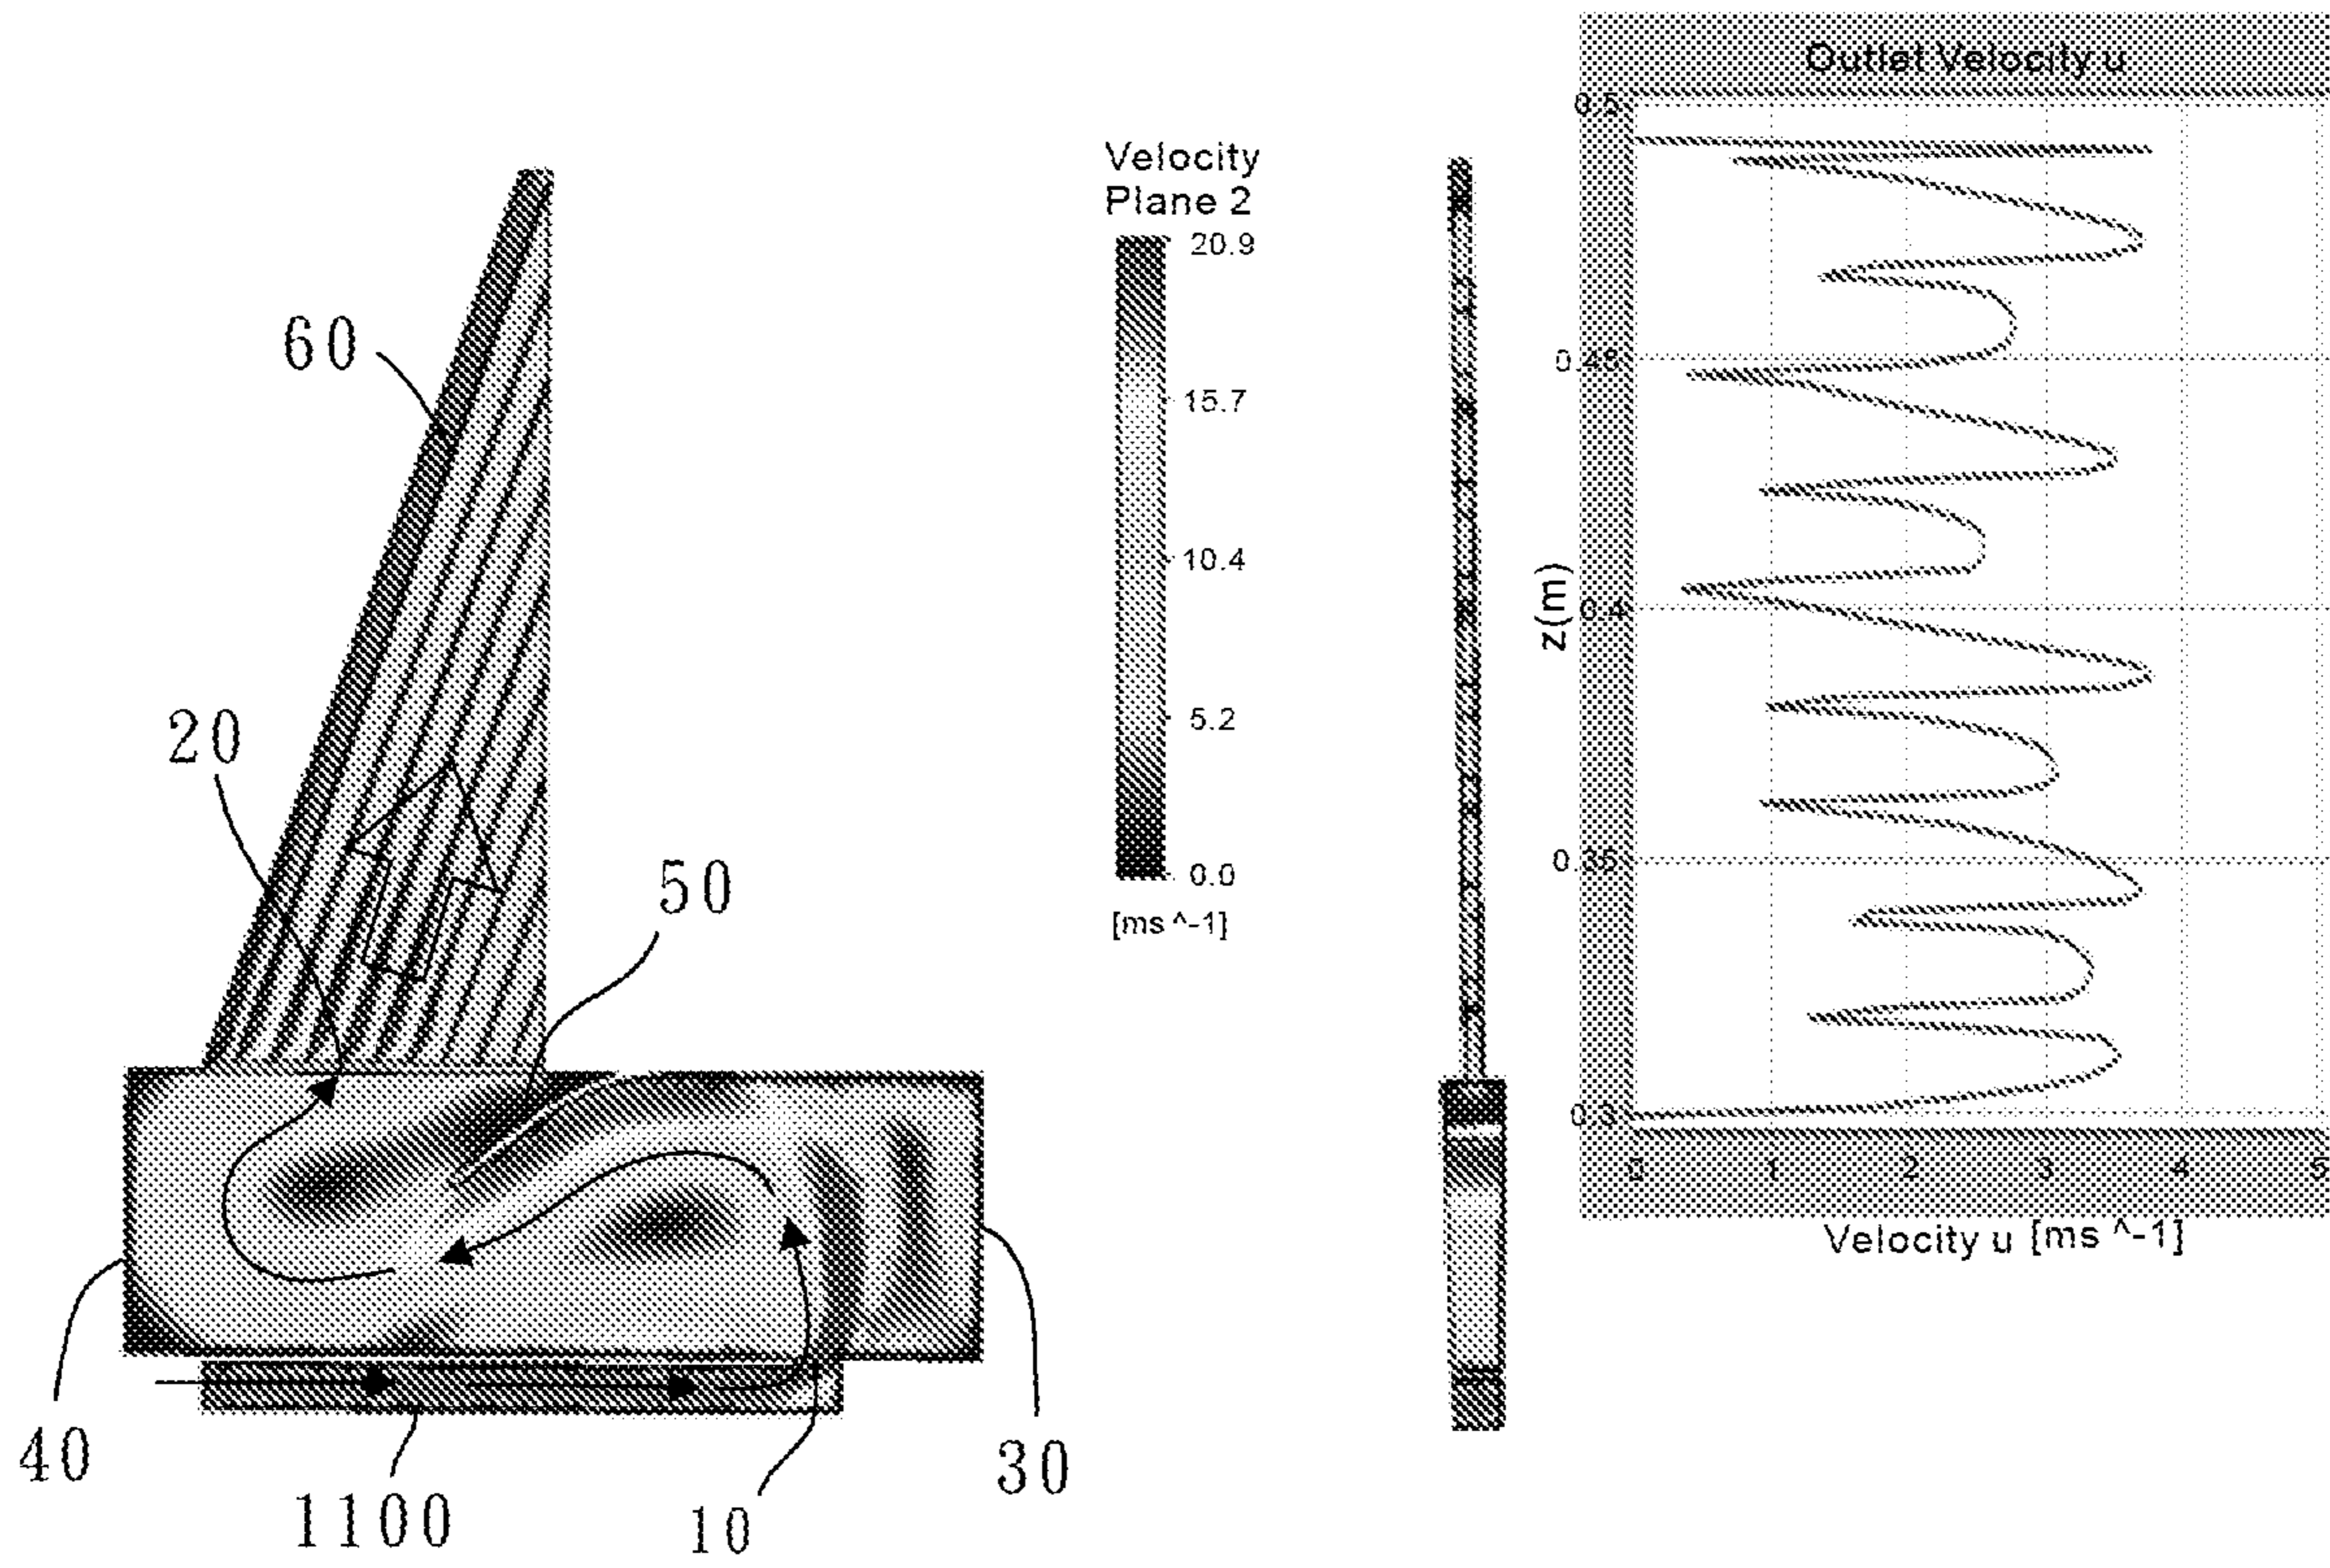 60
20
50
40
1100
10
30
Velocity
Plane 2
20.9
15.7
10.4
5.2
0.0
[ms ^-1]
Outlet Velocity u
0.5
0.45
0.4
0.35
0.3
z(m)
0 1 2 3 4 5
Velocity u [ms ^-1]